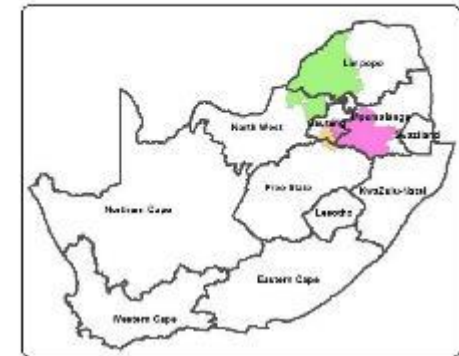 Limpopo
Mpumalanga
Gauteng
North West
Swaziland
Free State
KwaZulu-Natal
Lesotho
Northern Cape
Eastern Cape
Western Cape